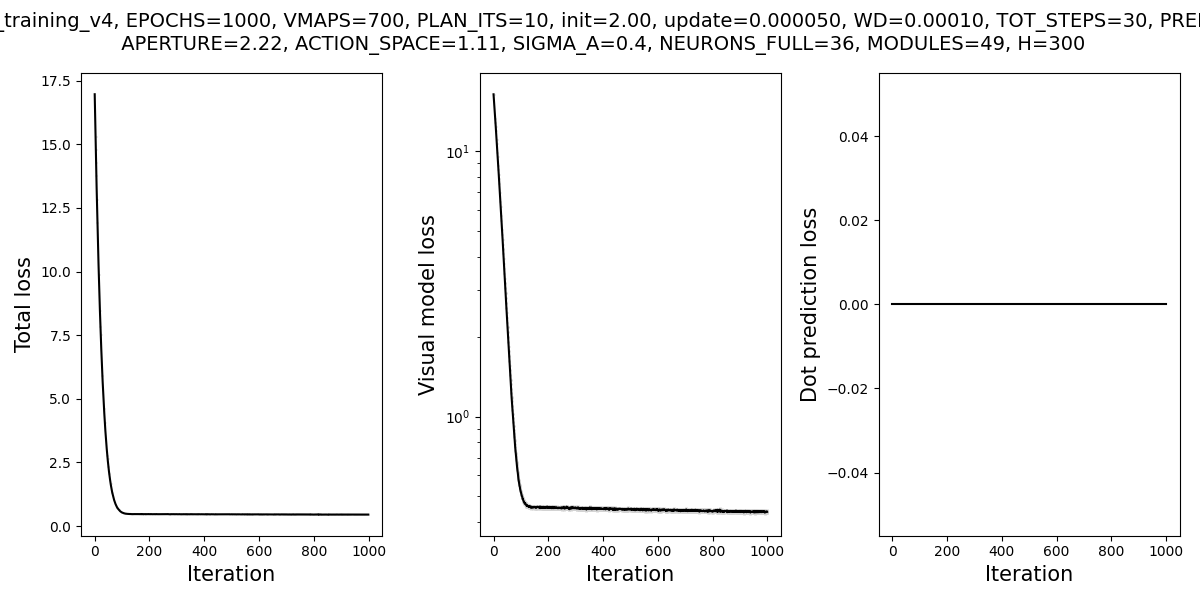 _training_v4, EPOCHS=1000, VMAPS=700, PLAN_ITS=10, init=2.00, update=0.000050, WD=0.00010, TOT_STEPS=30, PRE
APERTURE=2.22, ACTION_SPACE=1.11, SIGMA_A=0.4, NEURONS_FULL=36, MODULES=49, H=300
Total loss
17.5
15.0
12.5
10.0
7.5
5.0
2.5
0.0
0 200 400 600 800 1000
Iteration
Visual model loss
10¹
10⁰
0 200 400 600 800 1000
Iteration
Dot prediction loss
0.04
0.02
0.00
−0.02
−0.04
0 200 400 600 800 1000
Iteration